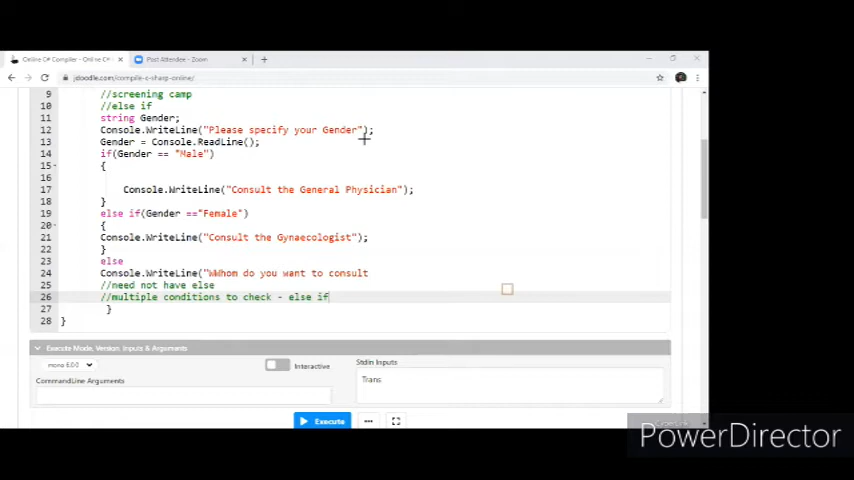 Online C# Compiler - Online C# E
Post Attendee - Zoom
jdoodle.com/compile-c-sharp-online/
9 //screening camp
10 //else if
11 string Gender;
12 Console.WriteLine("Please specify your Gender");
13 Gender = Console.ReadLine();
14 if(Gender == "Male")
15 {
16
17 Console.WriteLine("Consult the General Physician");
18 }
19 else if(Gender =="Female")
20 {
21 Console.WriteLine("Consult the Gynaecologist");
22 }
23 else
24 Console.WriteLine("WWhom do you want to consult
25 //need not have else
26 //multiple conditions to check - else if
27 }
28 }
Execute Mode, Version, Inputs & Arguments
mono 6.0.0
Interactive
Stdin Inputs
CommandLine Arguments
Trans
Execute
PowerDirector